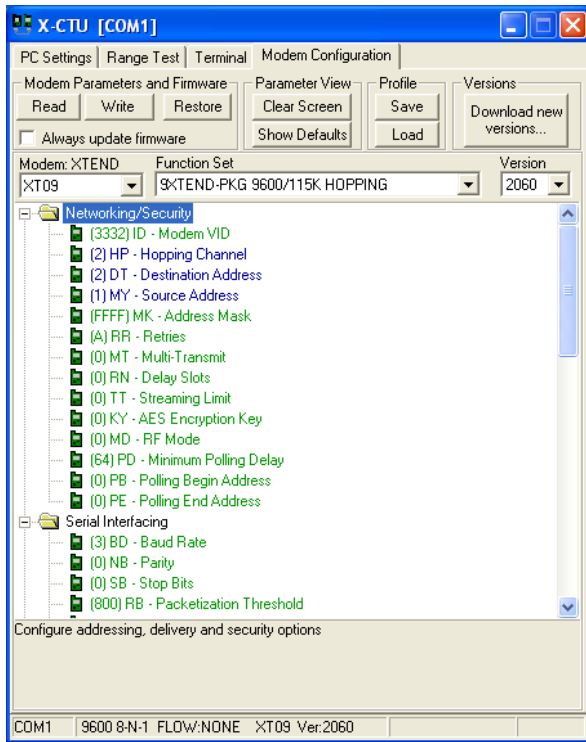 X-CTU [COM1]
PC Settings Range Test Terminal Modem Configuration
Modem Parameters and Firmware Parameter View Profile Versions
Read Write Restore Clear Screen Save Download new versions...
Always update firmware Show Defaults Load
Modem: XTEND Function Set Version
XT09 9XTEND-PKG 9600/115K HOPPING 2060
Networking/Security
(3332) ID - Modem VID
(2) HP - Hopping Channel
(2) DT - Destination Address
(1) MY - Source Address
(FFFF) MK - Address Mask
(A) RR - Retries
(0) MT - Multi-Transmit
(0) RN - Delay Slots
(0) TT - Streaming Limit
(0) KY - AES Encryption Key
(0) MD - RF Mode
(64) PD - Minimum Polling Delay
(0) PB - Polling Begin Address
(0) PE - Polling End Address
Serial Interfacing
(3) BD - Baud Rate
(0) NB - Parity
(0) SB - Stop Bits
(800) RB - Packetization Threshold
Configure addressing, delivery and security options
COM1 9600 8-N-1 FLOW:NONE XT09 Ver:2060